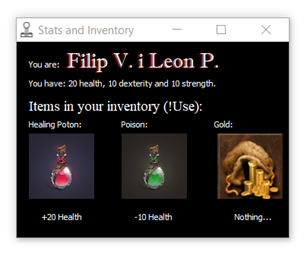 Stats and Inventory
You are: Filip V. i Leon P.
You have: 20 health, 10 dexterity and 10 strength.
Items in your inventory (!Use):
Healing Poton: Poison: Gold:
+20 Health -10 Health Nothing...